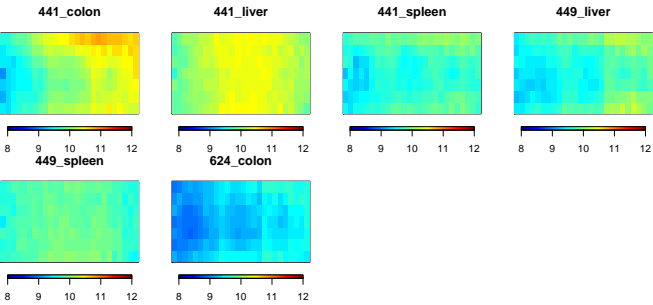 441_colon 441_liver 441_spleen 449_liver
8 9 10 11 12 8 9 10 11 12 8 9 10 11 12 8 9 10 11 12
449_spleen 624_colon
8 9 10 11 12 8 9 10 11 12